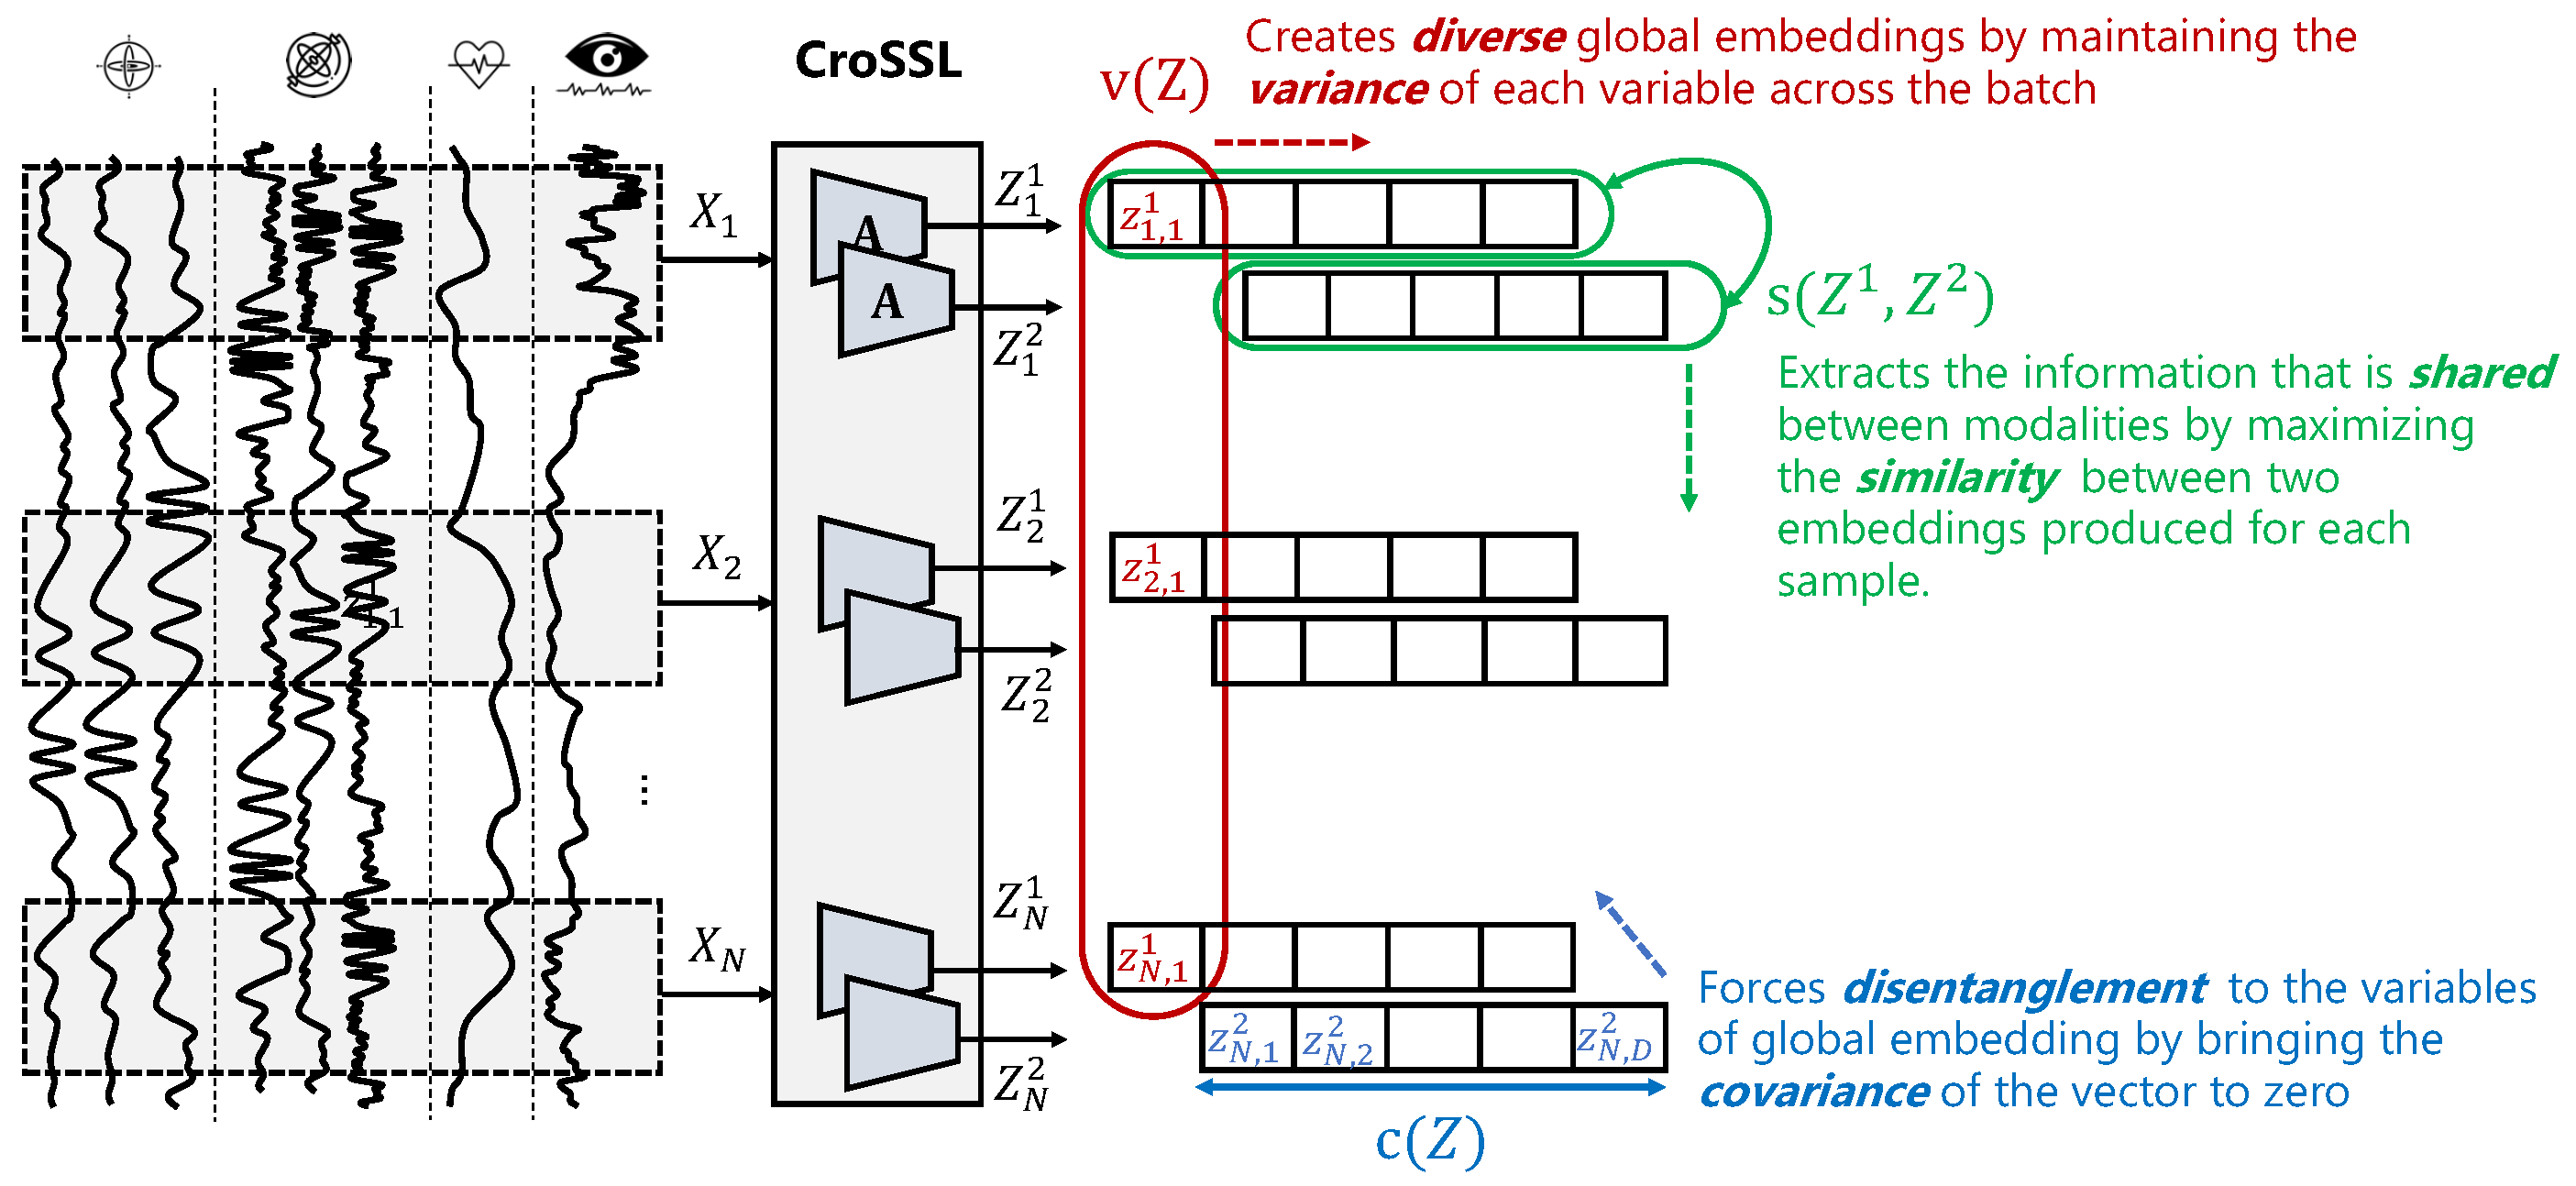 CroSSL
v(Z)
Creates diverse global embeddings by maintaining the
variance of each variable across the batch
X_1
A
A
Z_1^1
Z_1^2
z_{1,1}^1
s(Z^1, Z^2)
Extracts the information that is shared
between modalities by maximizing
the similarity between two
embeddings produced for each
sample.
X_2
Z_2^1
Z_2^2
z_{2,1}^1
z_{1,1}^1
⋮
X_N
Z_N^1
Z_N^2
z_{N,1}^1
z_{N,1}^2 z_{N,2}^2 z_{N,D}^2
c(Z)
Forces disentanglement to the variables
of global embedding by bringing the
covariance of the vector to zero